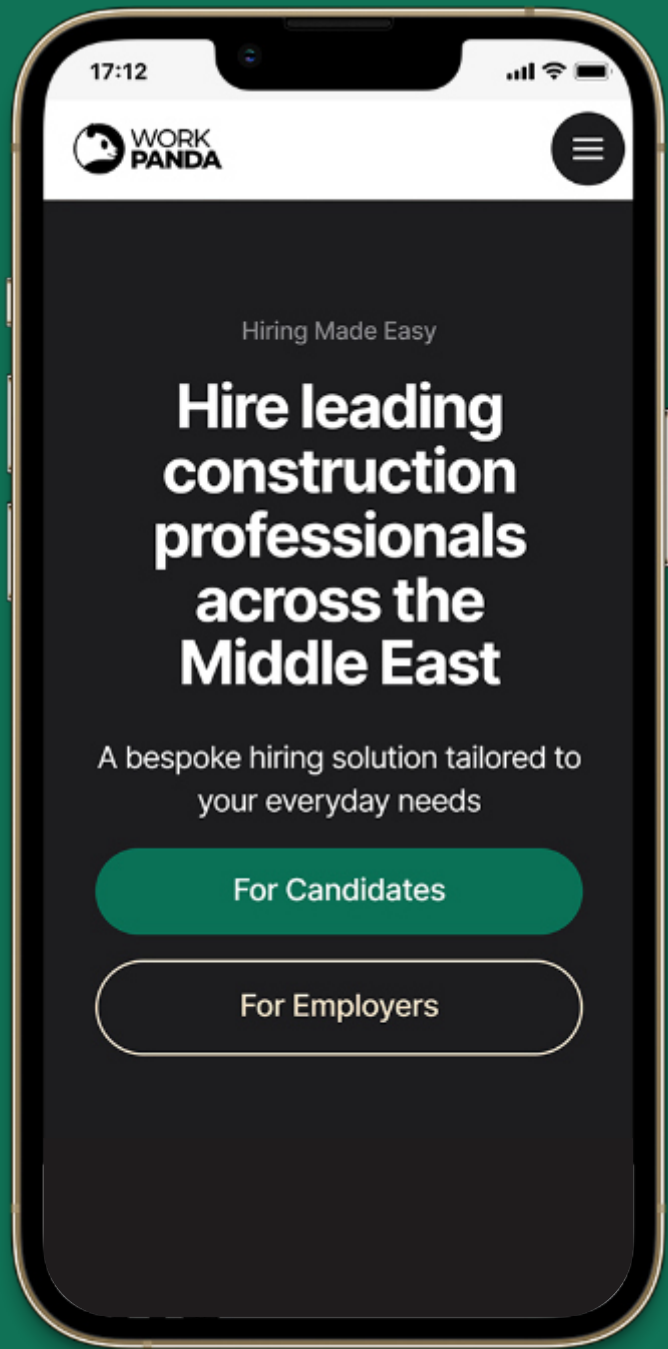 17:12
WORK
PANDA
Hiring Made Easy
Hire leading
construction
professionals
across the
Middle East
A bespoke hiring solution tailored to
your everyday needs
For Candidates
For Employers